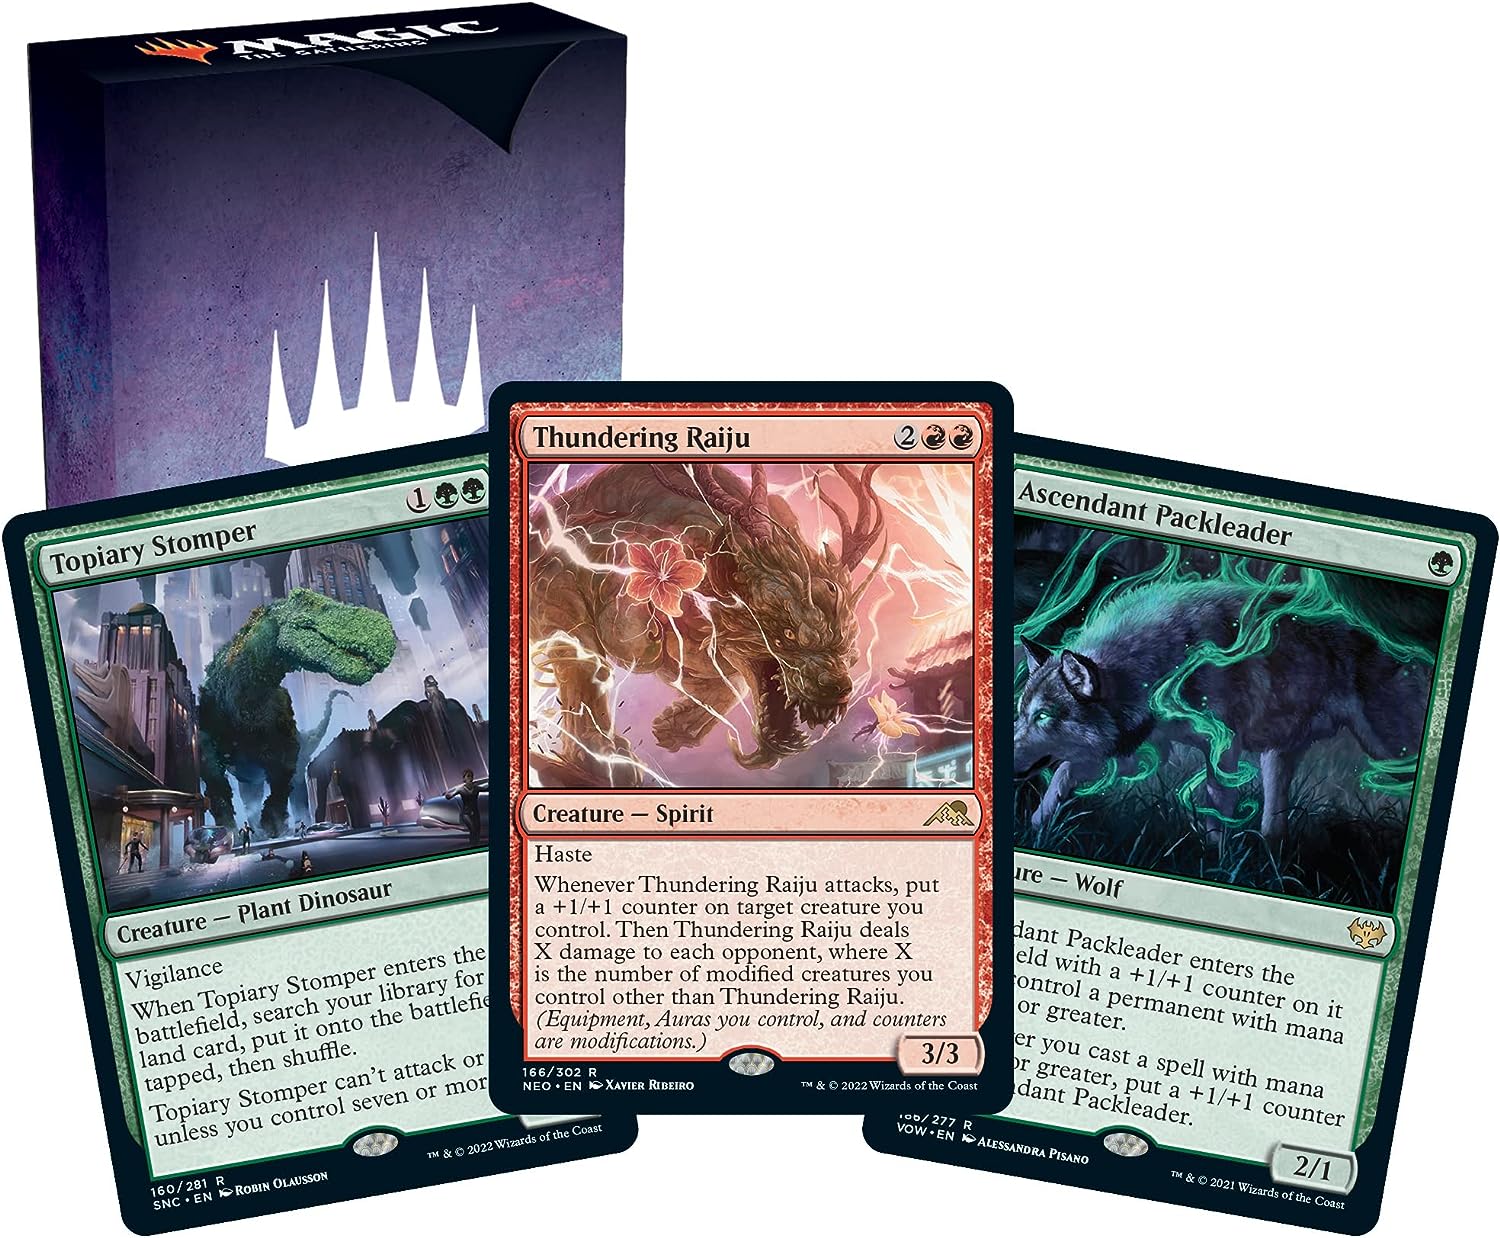 MAGIC
THE GATHERING
Topiary Stomper
1
Creature — Plant Dinosaur
Vigilance
When Topiary Stomper enters the
battlefield, search your library for
land card, put it onto the battlefie
tapped, then shuffle.
Topiary Stomper can't attack or
unless you control seven or mor
160/281 R
SNC • EN Robin Olausson
™ & © 2022 Wizards of the Coast
Thundering Raiju
2
Creature — Spirit
Haste
Whenever Thundering Raiju attacks, put
a +1/+1 counter on target creature you
control. Then Thundering Raiju deals
X damage to each opponent, where X
is the number of modified creatures you
control other than Thundering Raiju.
(Equipment, Auras you control, and counters
are modifications.)
3/3
166/302 R
NEO • EN Xavier Ribeiro
™ & © 2022 Wizards of the Coast
Ascendant Packleader
ure — Wolf
dant Packleader enters the
eld with a +1/+1 counter on it
control a permanent with mana
or greater.
er you cast a spell with mana
or greater, put a +1/+1 counter
dant Packleader.
2/1
186/277 R
VOW • EN Alessandra Pisano
™ & © 2021 Wizards of the Coast